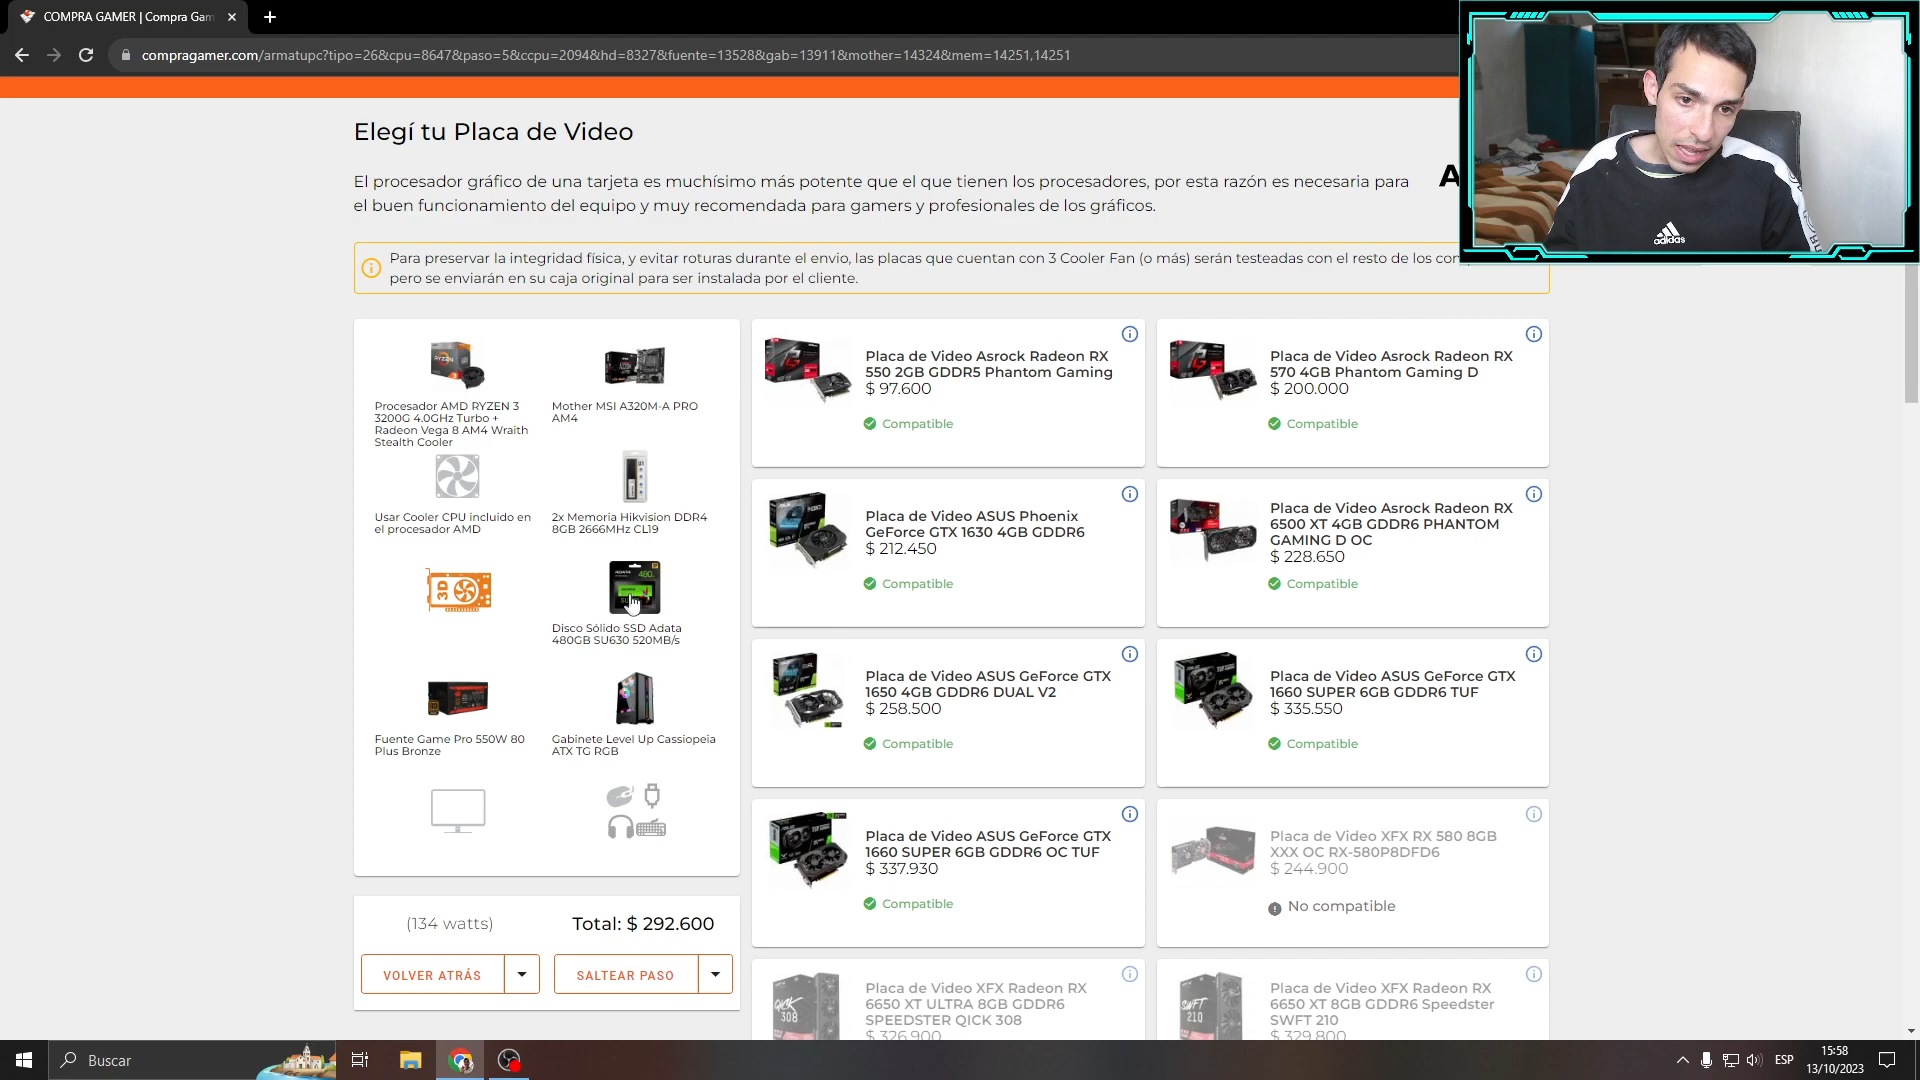 COMPRA GAMER | Compra Gam
compragamer.com/armatupc?tipo=26&cpu=8647&paso=5&ccpu=2094&hd=8327&fuente=13528&gab=13911&mother=14324&mem=14251,14251
Elegí tu Placa de Video
El procesador gráfico de una tarjeta es muchísimo más potente que el que tienen los procesadores, por esta razón es necesaria para
el buen funcionamiento del equipo y muy recomendada para gamers y profesionales de los gráficos.
A
adidas
Para preservar la integridad física, y evitar roturas durante el envio, las placas que cuentan con 3 Cooler Fan (o más) serán testeadas con el resto de los com
pero se enviarán en su caja original para ser instalada por el cliente.
Procesador AMD RYZEN 3
3200G 4.0GHz Turbo +
Radeon Vega 8 AM4 Wraith
Stealth Cooler
Mother MSI A320M-A PRO
AM4
Usar Cooler CPU incluido en
el procesador AMD
2x Memoria Hikvision DDR4
8GB 2666MHz CL19
3D
Disco Sólido SSD Adata
480GB SU630 520MB/s
Fuente Game Pro 550W 80
Plus Bronze
Gabinete Level Up Cassiopeia
ATX TG RGB
(134 watts)
Total: $ 292.600
VOLVER ATRÁS
SALTEAR PASO
Placa de Video Asrock Radeon RX
550 2GB GDDR5 Phantom Gaming
$ 97.600
Compatible
Placa de Video Asrock Radeon RX
570 4GB Phantom Gaming D
$ 200.000
Compatible
Placa de Video ASUS Phoenix
GeForce GTX 1630 4GB GDDR6
$ 212.450
Compatible
Placa de Video Asrock Radeon RX
6500 XT 4GB GDDR6 PHANTOM
GAMING D OC
$ 228.650
Compatible
Placa de Video ASUS GeForce GTX
1650 4GB GDDR6 DUAL V2
$ 258.500
Compatible
Placa de Video ASUS GeForce GTX
1660 SUPER 6GB GDDR6 TUF
$ 335.550
Compatible
Placa de Video ASUS GeForce GTX
1660 SUPER 6GB GDDR6 OC TUF
$ 337.930
Compatible
Placa de Video XFX RX 580 8GB
XXX OC RX-580P8DFD6
$ 244.900
No compatible
Placa de Video XFX Radeon RX
6650 XT ULTRA 8GB GDDR6
SPEEDSTER QICK 308
$ 326.900
Placa de Video XFX Radeon RX
6650 XT 8GB GDDR6 Speedster
SWFT 210
$ 329.800
Buscar
ESP
15:58
13/10/2023